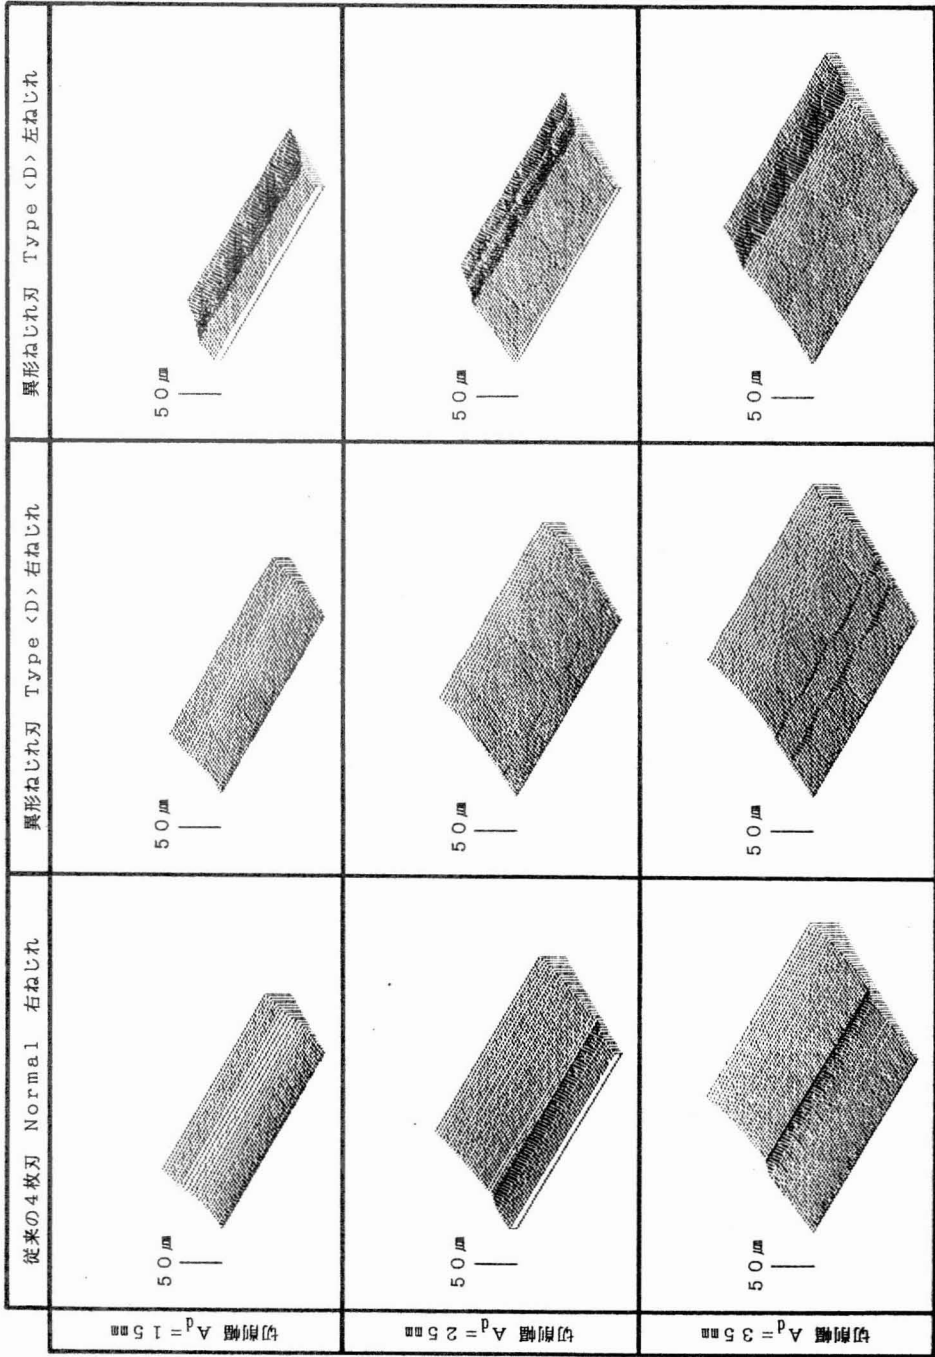 従来の4枚刃 Normal 右ねじれ
異形ねじれ刃 Type <D> 右ねじれ
異形ねじれ刃 Type <D> 左ねじれ
切削幅 Ad=15mm
50μm
50μm
50μm
切削幅 Ad=25mm
50μm
50μm
50μm
切削幅 Ad=35mm
50μm
50μm
50μm